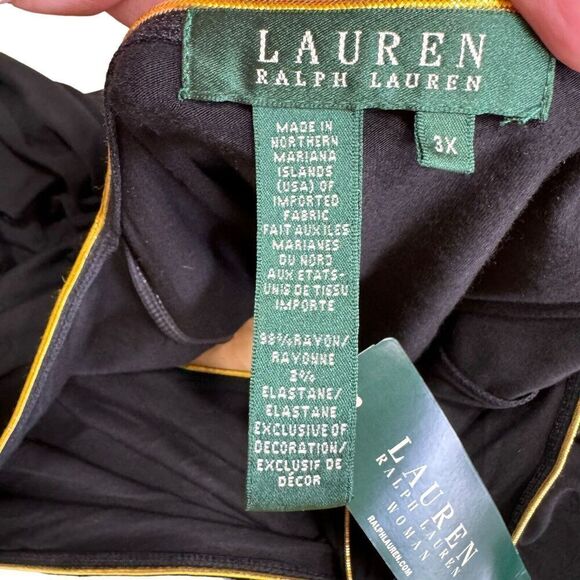 LAUREN
RALPH LAUREN
3X
MADE IN
NORTHERN
MARIANA
ISLANDS
(USA) OF
IMPORTED
FABRIC
FAIT AUX ILES
MARIANES
DU NORD
AUX ETATS-
UNIS DE TISSU
IMPORTE
98% RAYON/
RAYONNE
2%
ELASTANE/
ELASTANE
EXCLUSIVE OF
DECORATION/
EXCLUSIF DE
DÉCOR
LAUREN
RALPH LAUREN
WOMAN
RALPHLAUREN.COM